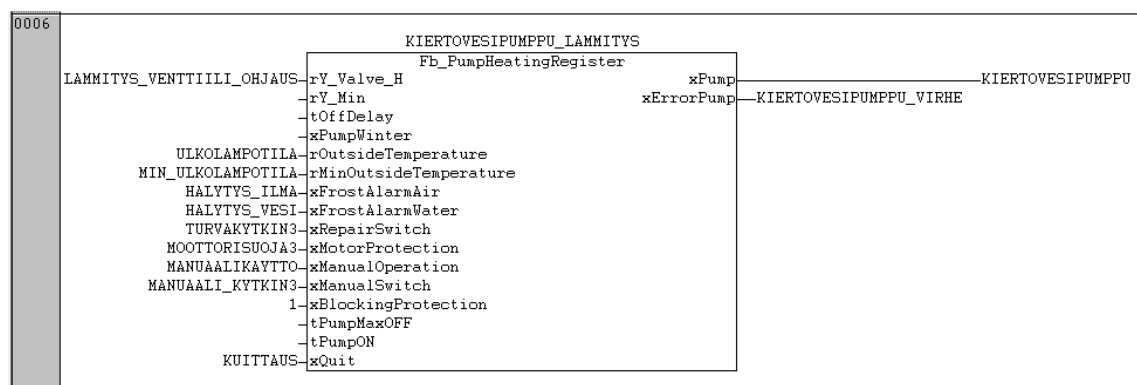 0006
KIERTOVESIPUMPPU_LAMMITYS
Fb_PumpHeatingRegister
LAMMITYS_VENTTIILI_OHJAUS rY_Valve_H xPump KIERTOVESIPUMPPU
rY_Min xErrorPump KIERTOVESIPUMPPU_VIRHE
tOffDelay
xPumpWinter
ULKOLAMPOTILA rOutsideTemperature
MIN_ULKOLAMPOTILA rMinOutsideTemperature
HALYTYS_ILMA xFrostAlarmAir
HALYTYS_VESI xFrostAlarmWater
TURVAKYTKIN3 xRepairSwitch
MOOTTORISUOJA3 xMotorProtection
MANUAALIKAYTTO xManualOperation
MANUAALI_KYTKIN3 xManualSwitch
1 xBlockingProtection
tPumpMaxOFF
tPumpON
KUITTAUS xQuit